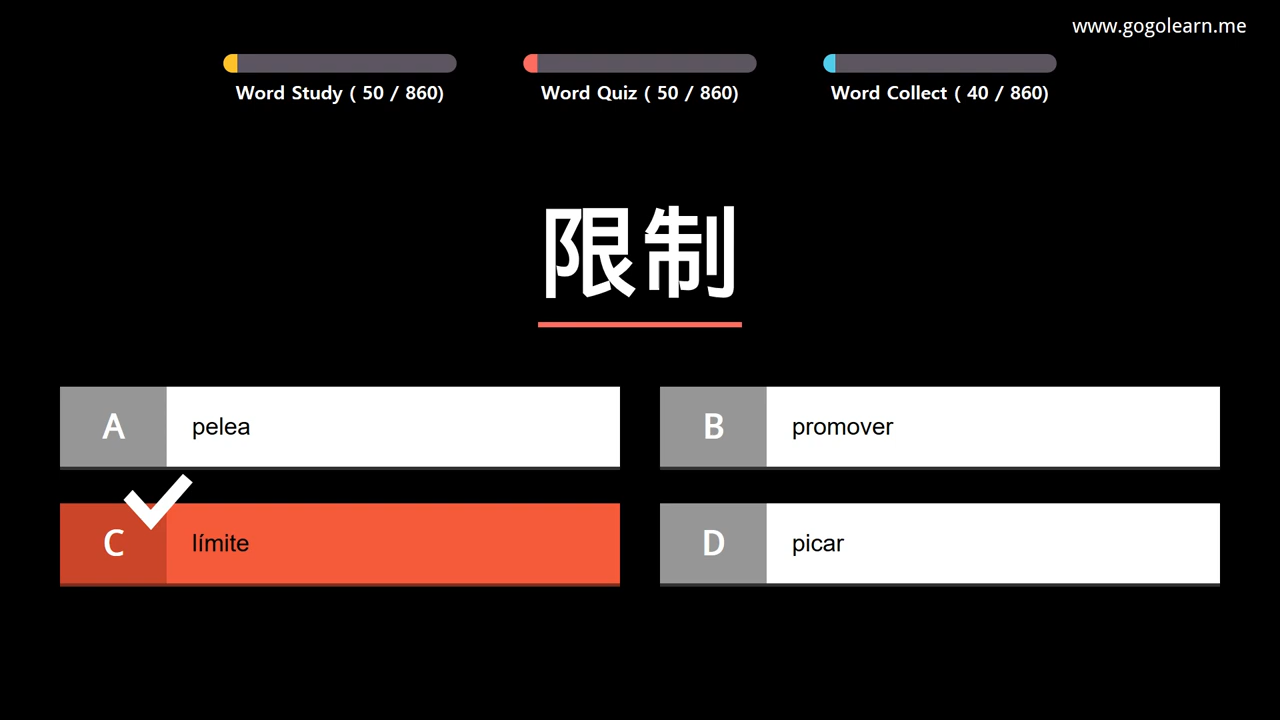 www.gogolearn.me
Word Study ( 50 / 860)
Word Quiz ( 50 / 860)
Word Collect ( 40 / 860)
限制
A pelea
B promover
C límite
D picar